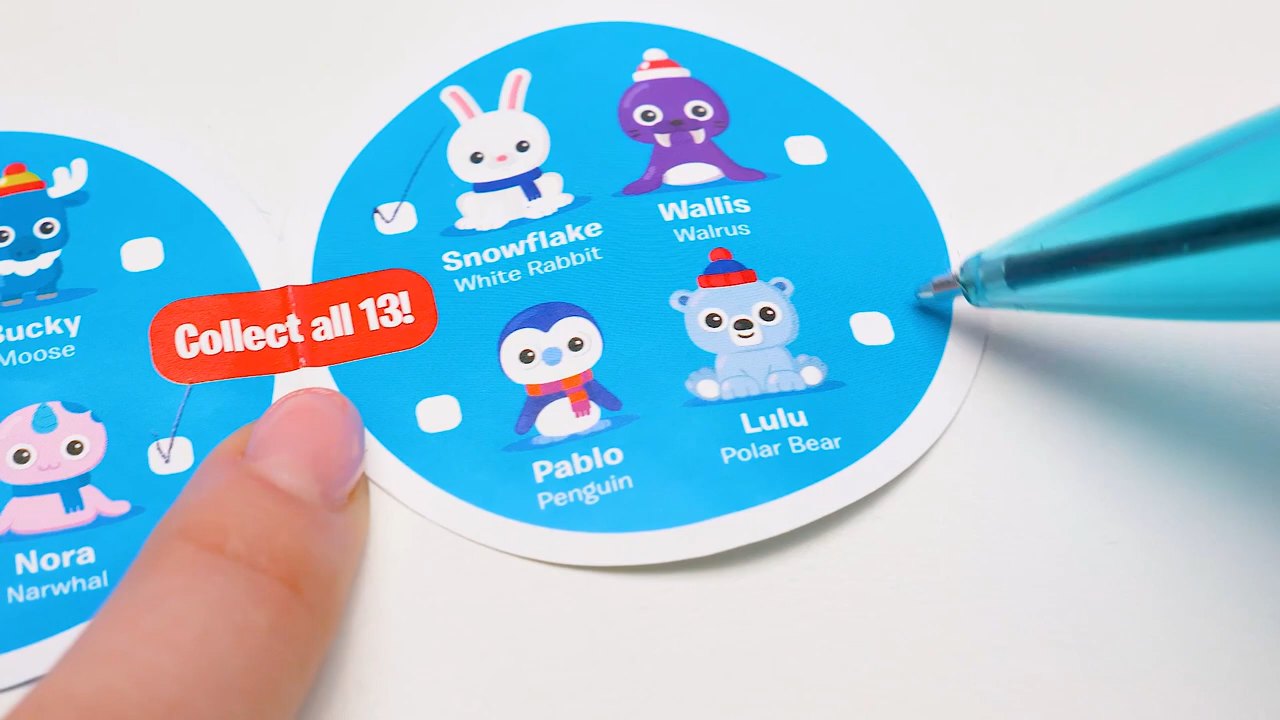 Bucky
Moose
Nora
Narwhal
Collect all 13!
Snowflake
White Rabbit
Wallis
Walrus
Pablo
Penguin
Lulu
Polar Bear